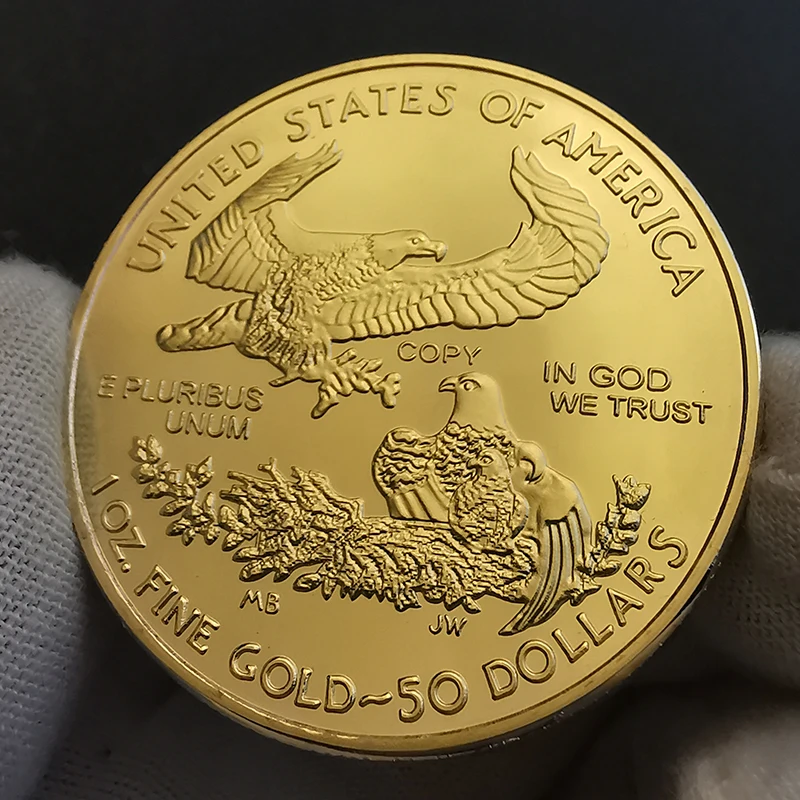 UNITED STATES OF AMERICA
COPY
E PLURIBUS
UNUM
IN GOD
WE TRUST
MB
JW
1 OZ. FINE GOLD~50 DOLLARS